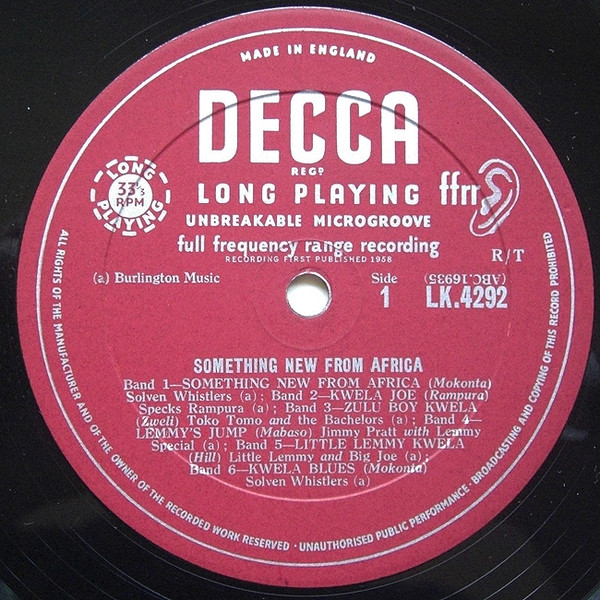 MADE IN ENGLAND
DECCA
REGD
LONG PLAYING
33⅓
RPM
LONG PLAYING
ffrr
UNBREAKABLE MICROGROOVE
full frequency range recording
RECORDING FIRST PUBLISHED 1958
R/T
(a) Burlington Music
Side
1
(ABC.16935)
LK.4292
SOMETHING NEW FROM AFRICA
Band 1—SOMETHING NEW FROM AFRICA (Mokonta)
Solven Whistlers (a); Band 2—KWELA JOE (Rampura)
Specks Rampura (a); Band 3—ZULU BOY KWELA
(Zweli) Toko Tomo and the Bachelors (a); Band 4—
LEMMY'S JUMP (Mabaso) Jimmy Pratt with Lemmy
Special (a); Band 5—LITTLE LEMMY KWELA
(Hill) Little Lemmy and Big Joe (a);
Band 6—KWELA BLUES (Mokonta)
Solven Whistlers (a)
ALL RIGHTS OF THE MANUFACTURER AND OF THE OWNER OF THE RECORDED WORK RESERVED · UNAUTHORISED PUBLIC PERFORMANCE · BROADCASTING AND COPYING OF THIS RECORD PROHIBITED